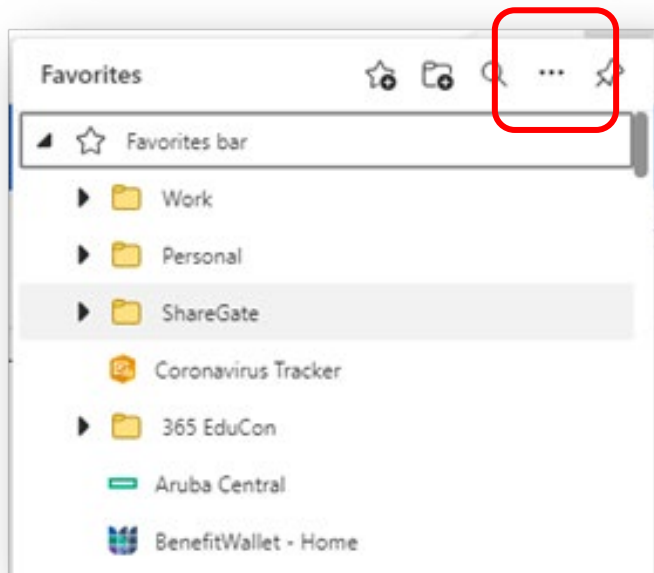 Favorites
Favorites bar
Work
Personal
ShareGate
Coronavirus Tracker
365 EduCon
Aruba Central
BenefitWallet - Home